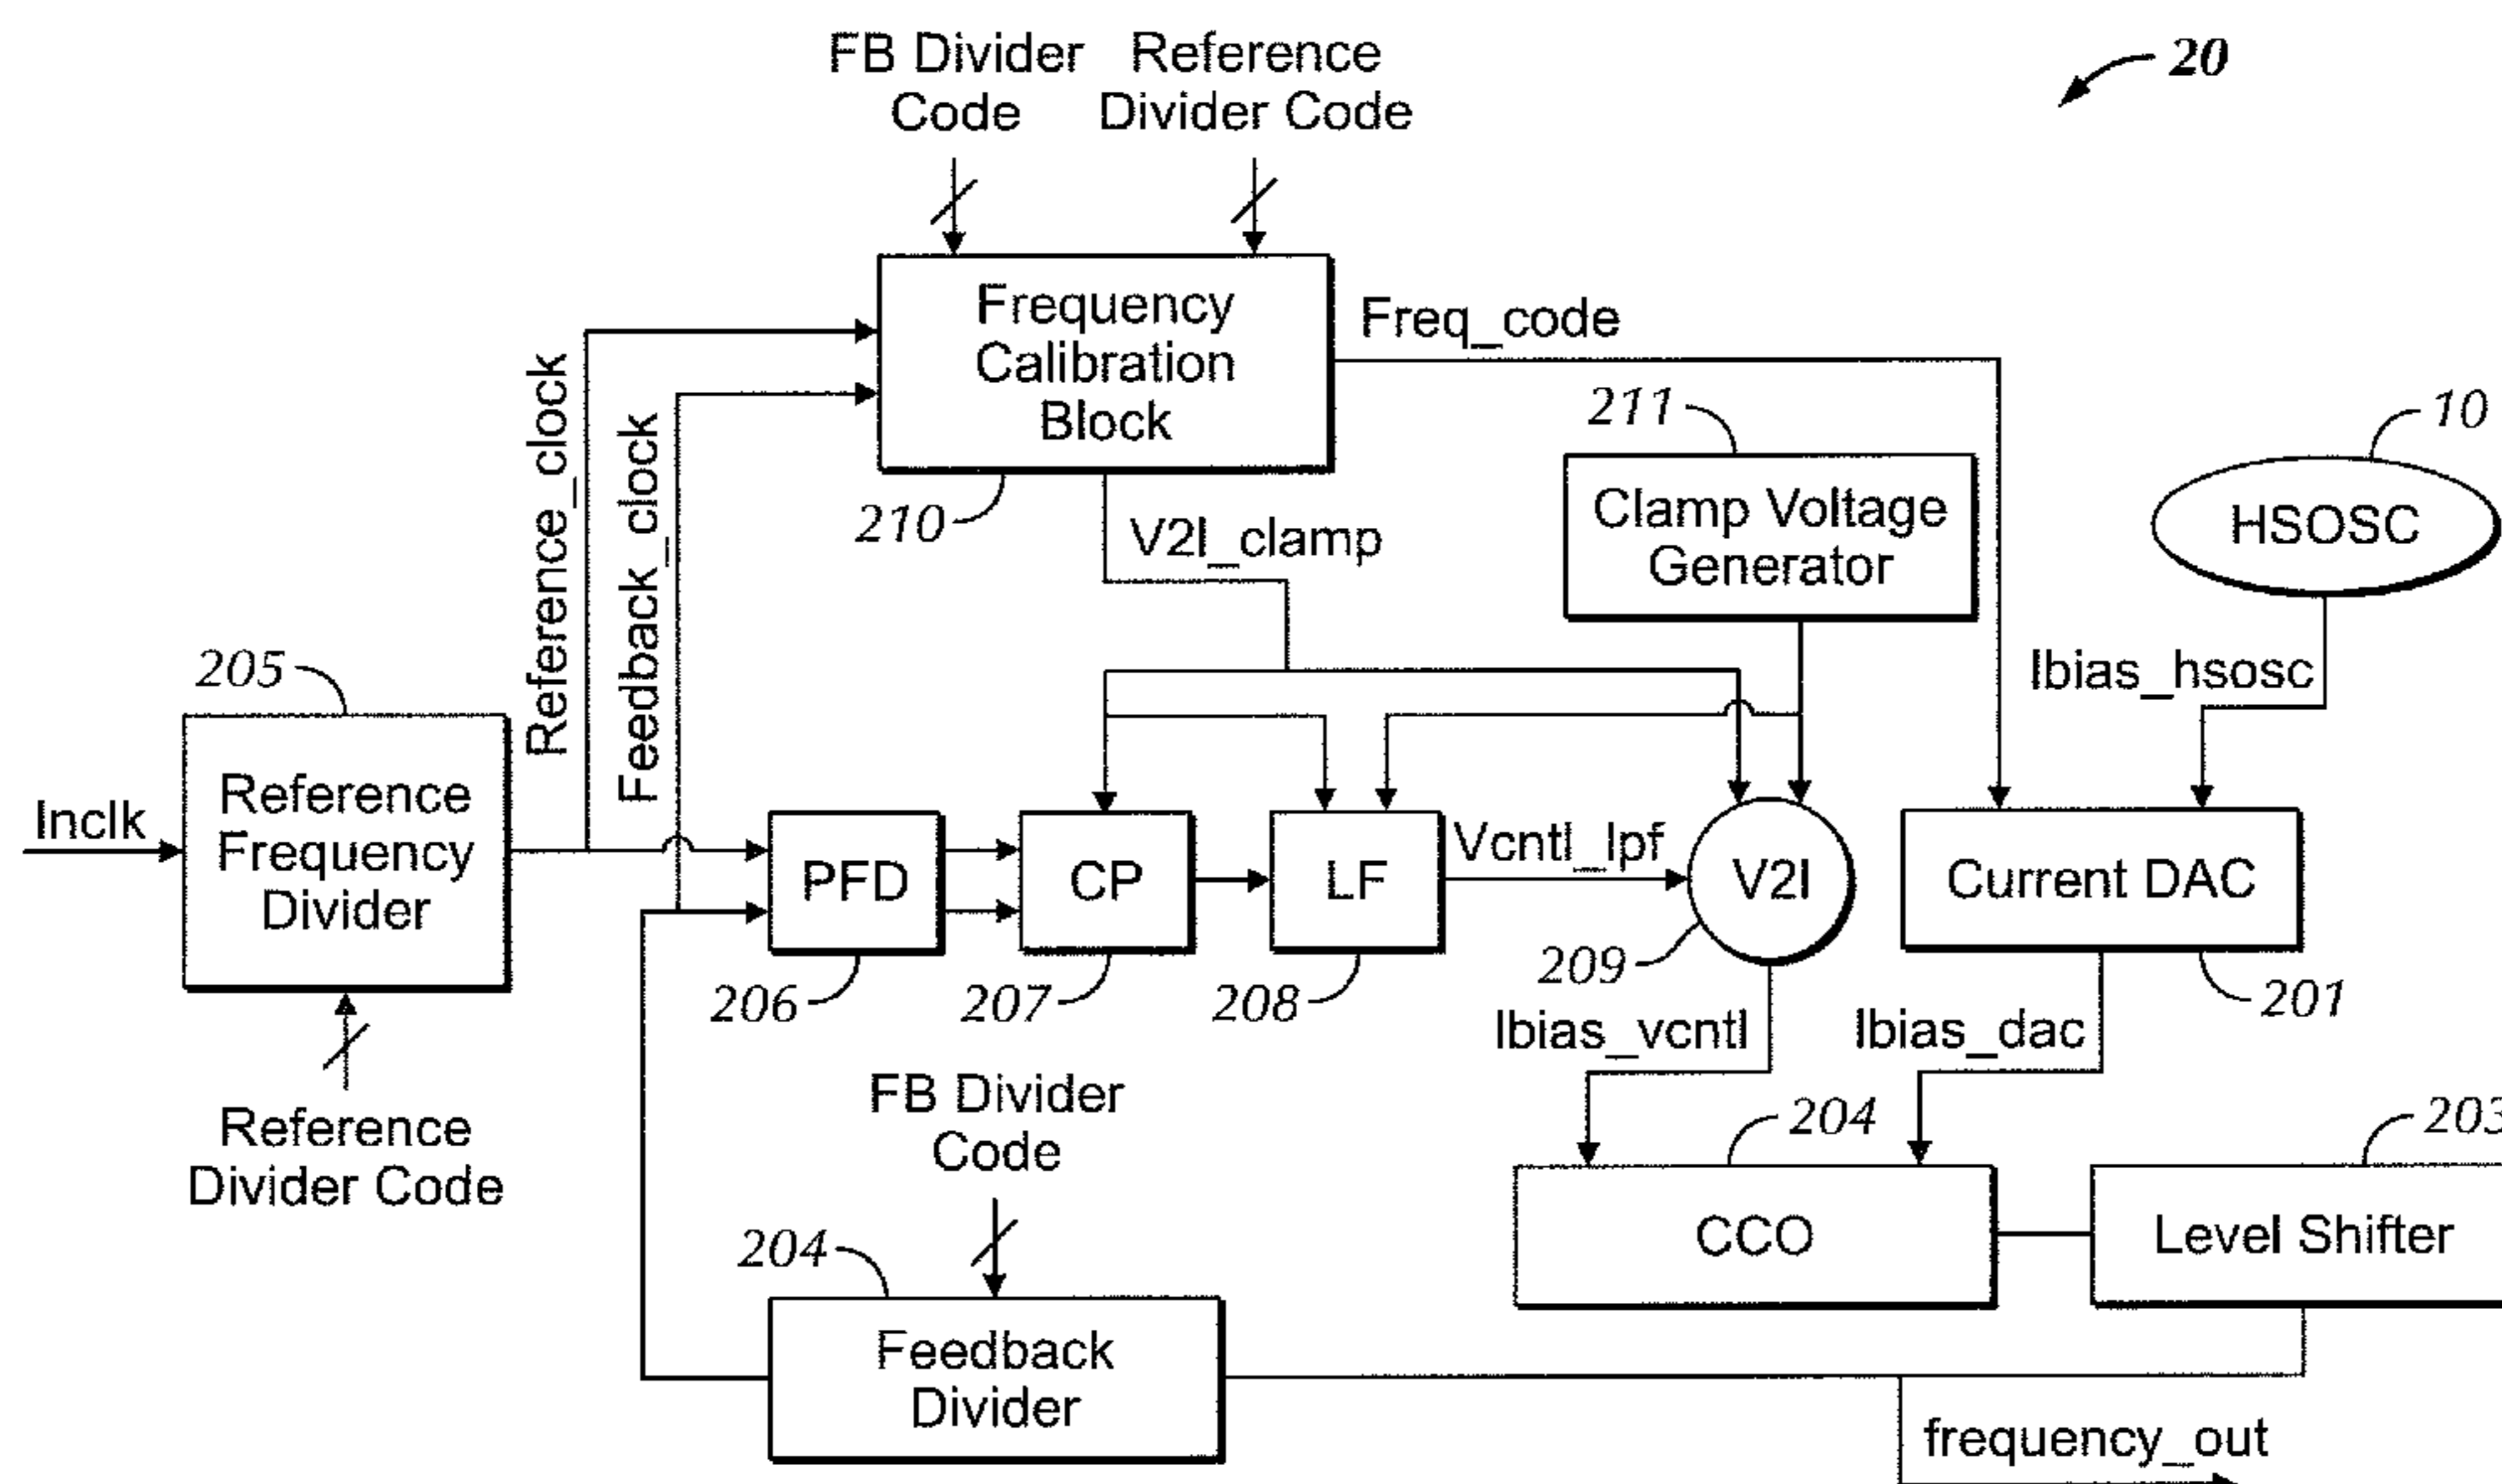 FB Divider
Code
Reference
Divider Code
20
Frequency
Calibration
Block
Freq_code
Reference_clock
Feedback_clock
211
10
Clamp Voltage
Generator
HSOSC
210
V2I_clamp
Ibias_hsosc
205
Inclk
Reference
Frequency
Divider
PFD
CP
LF
Vcntl_lpf
V2I
Current DAC
206
207
208
209
201
Ibias_vcntl
Ibias_dac
Reference
Divider Code
FB Divider
Code
204
203
CCO
Level Shifter
204
Feedback
Divider
frequency_out